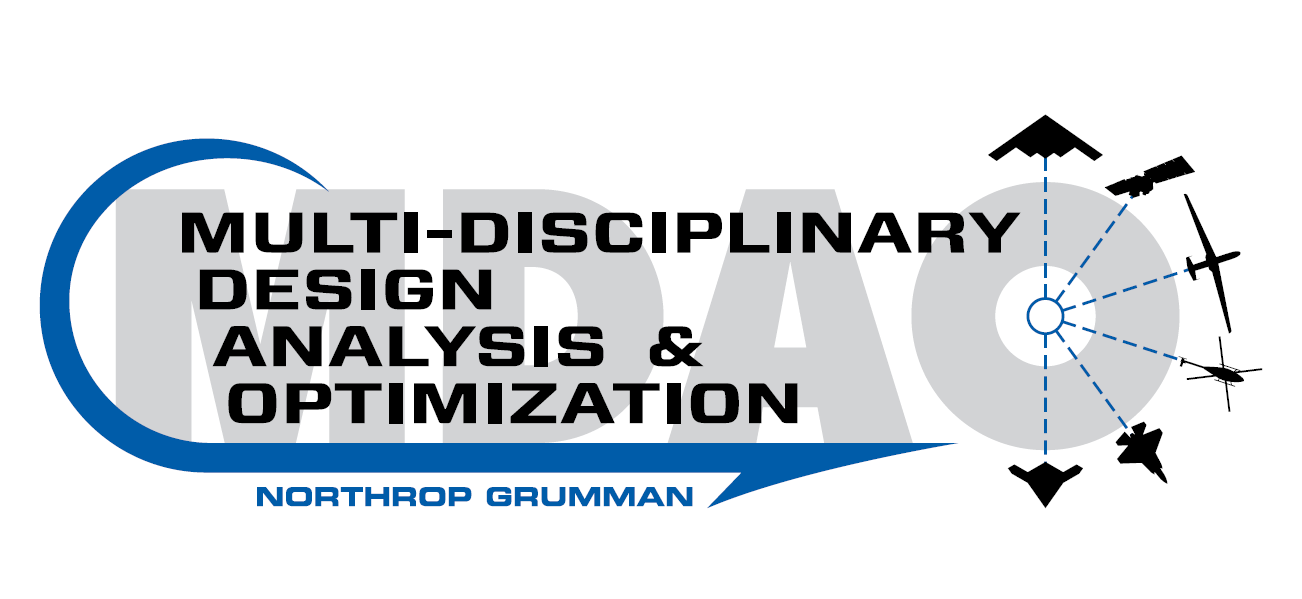 MDAO
MULTI-DISCIPLINARY
DESIGN
ANALYSIS &
OPTIMIZATION
NORTHROP GRUMMAN